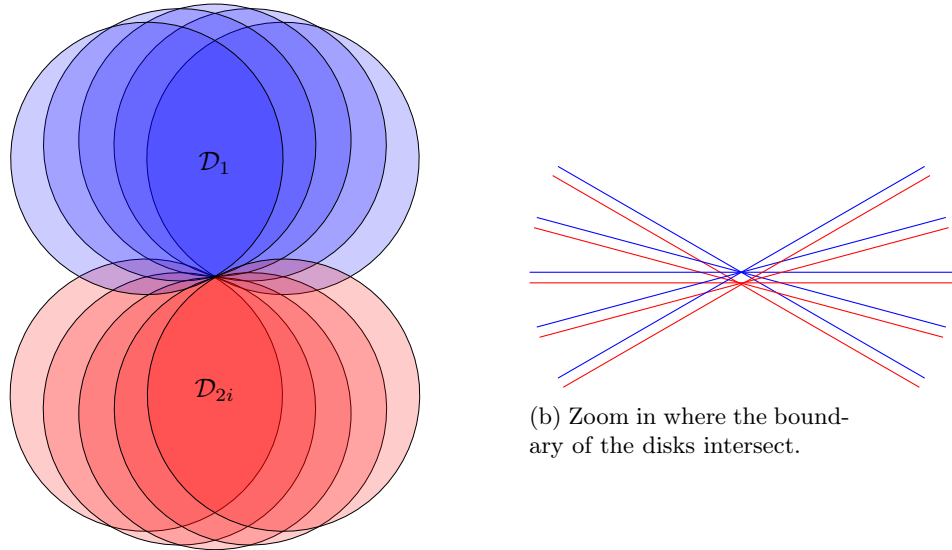 𝒟₁
𝒟₂ᵢ
(b) Zoom in where the bound-
ary of the disks intersect.